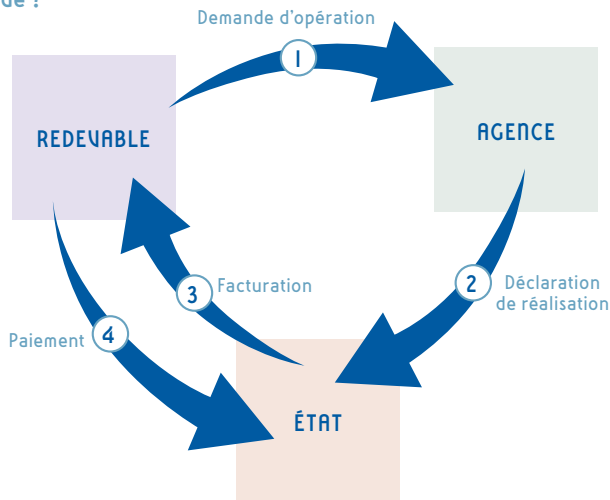 Demande d'opération
1
REDEVABLE
AGENCE
3 Facturation
2 Déclaration
de réalisation
Paiement 4
ÉTAT